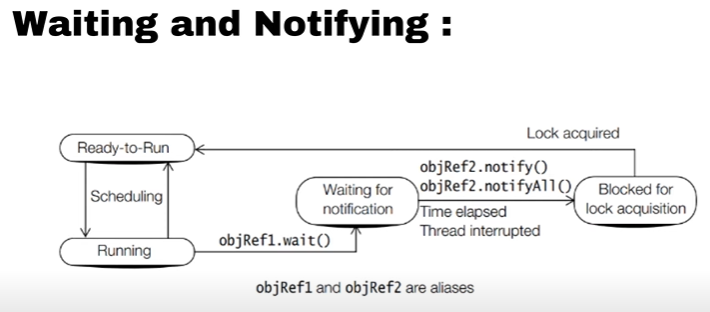 Waiting and Notifying :
Lock acquired
Ready-to-Run
objRef2.notify()
objRef2.notifyAll()
Scheduling
Waiting for
notification
Blocked for
lock acquisition
Time elapsed
Thread interrupted
Running
objRef1.wait()
objRef1 and objRef2 are aliases